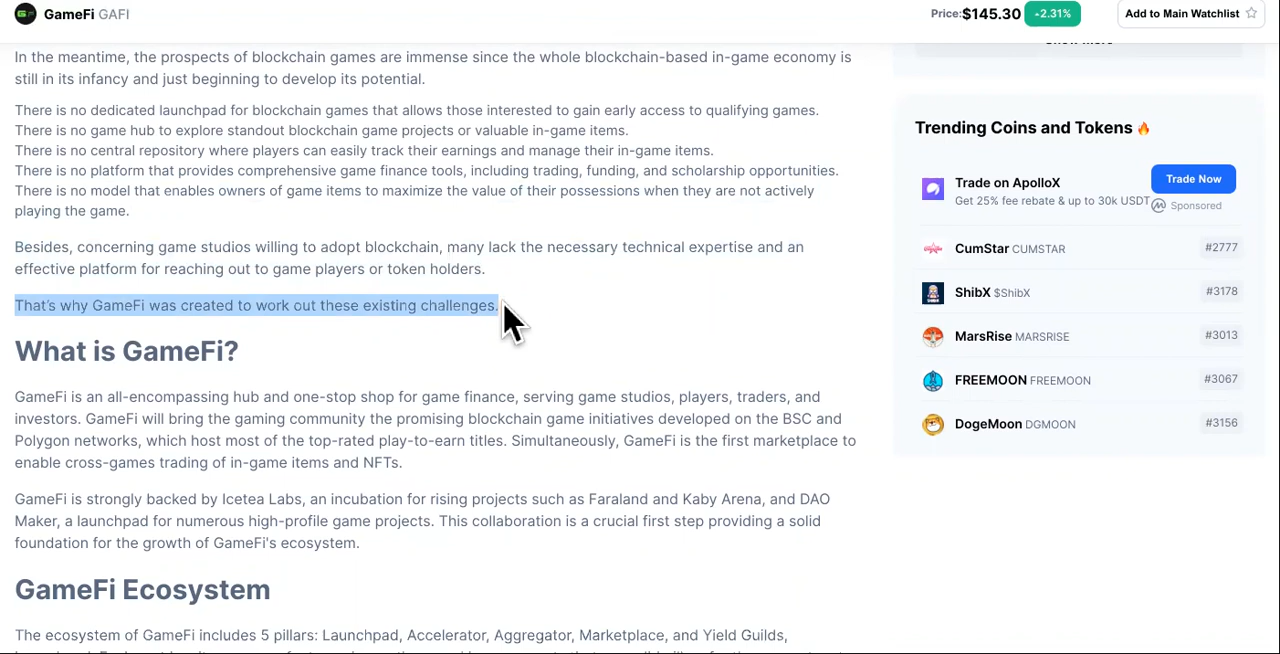 GameFi GAFI
Price:$145.30 -2.31% Add to Main Watchlist
In the meantime, the prospects of blockchain games are immense since the whole blockchain-based in-game economy is
still in its infancy and just beginning to develop its potential.
There is no dedicated launchpad for blockchain games that allows those interested to gain early access to qualifying games.
There is no game hub to explore standout blockchain game projects or valuable in-game items.
There is no central repository where players can easily track their earnings and manage their in-game items.
There is no platform that provides comprehensive game finance tools, including trading, funding, and scholarship opportunities.
There is no model that enables owners of game items to maximize the value of their possessions when they are not actively
playing the game.
Besides, concerning game studios willing to adopt blockchain, many lack the necessary technical expertise and an
effective platform for reaching out to game players or token holders.
That's why GameFi was created to work out these existing challenges.
What is GameFi?
GameFi is an all-encompassing hub and one-stop shop for game finance, serving game studios, players, traders, and
investors. GameFi will bring the gaming community the promising blockchain game initiatives developed on the BSC and
Polygon networks, which host most of the top-rated play-to-earn titles. Simultaneously, GameFi is the first marketplace to
enable cross-games trading of in-game items and NFTs.
GameFi is strongly backed by Icetea Labs, an incubation for rising projects such as Faraland and Kaby Arena, and DAO
Maker, a launchpad for numerous high-profile game projects. This collaboration is a crucial first step providing a solid
foundation for the growth of GameFi's ecosystem.
GameFi Ecosystem
The ecosystem of GameFi includes 5 pillars: Launchpad, Accelerator, Aggregator, Marketplace, and Yield Guilds,
Trending Coins and Tokens
Trade on ApolloX
Get 25% fee rebate & up to 30k USDT
Trade Now
Sponsored
CumStar CUMSTAR #2777
ShibX $ShibX #3178
MarsRise MARSRISE #3013
FREEMOON FREEMOON #3067
DogeMoon DGMOON #3156